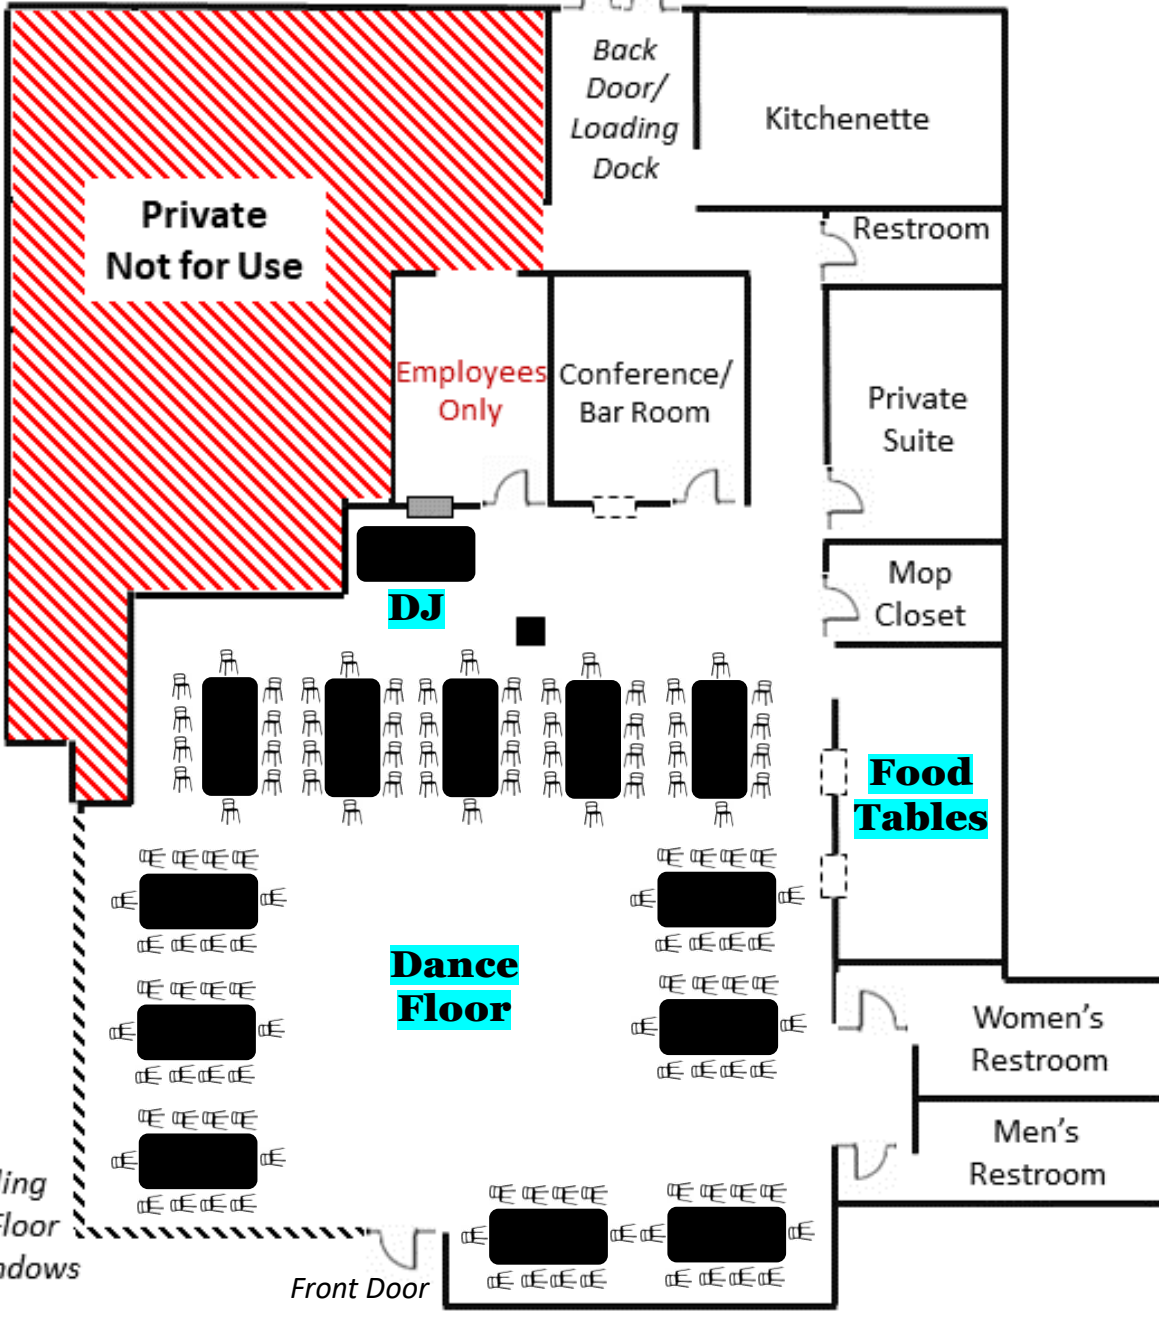 Back
Door/
Loading
Dock
Kitchenette
Private
Not for Use
Restroom
Employees
Only
Conference/
Bar Room
Private
Suite
Mop
Closet
DJ
Food
Tables
Dance
Floor
Women’s
Restroom
Men’s
Restroom
Front Door